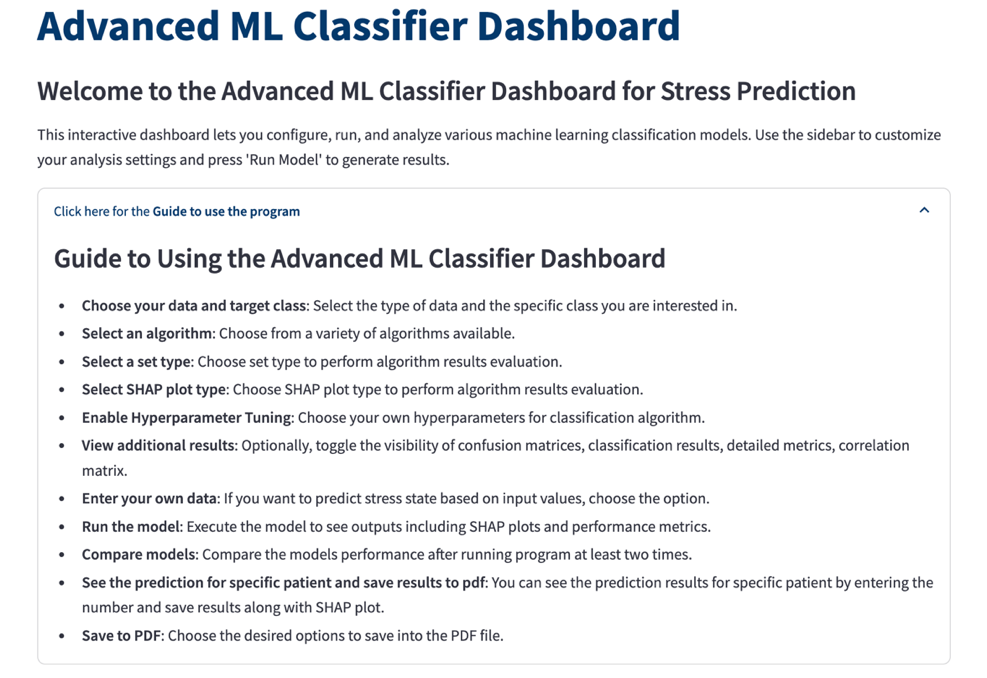 Advanced ML Classifier Dashboard
Welcome to the Advanced ML Classifier Dashboard for Stress Prediction
This interactive dashboard lets you configure, run, and analyze various machine learning classification models. Use the sidebar to customize
your analysis settings and press 'Run Model' to generate results.
Click here for the Guide to use the program
Guide to Using the Advanced ML Classifier Dashboard
• Choose your data and target class: Select the type of data and the specific class you are interested in.
• Select an algorithm: Choose from a variety of algorithms available.
• Select a set type: Choose set type to perform algorithm results evaluation.
• Select SHAP plot type: Choose SHAP plot type to perform algorithm results evaluation.
• Enable Hyperparameter Tuning: Choose your own hyperparameters for classification algorithm.
• View additional results: Optionally, toggle the visibility of confusion matrices, classification results, detailed metrics, correlation
matrix.
• Enter your own data: If you want to predict stress state based on input values, choose the option.
• Run the model: Execute the model to see outputs including SHAP plots and performance metrics.
• Compare models: Compare the models performance after running program at least two times.
• See the prediction for specific patient and save results to pdf: You can see the prediction results for specific patient by entering the
number and save results along with SHAP plot.
• Save to PDF: Choose the desired options to save into the PDF file.